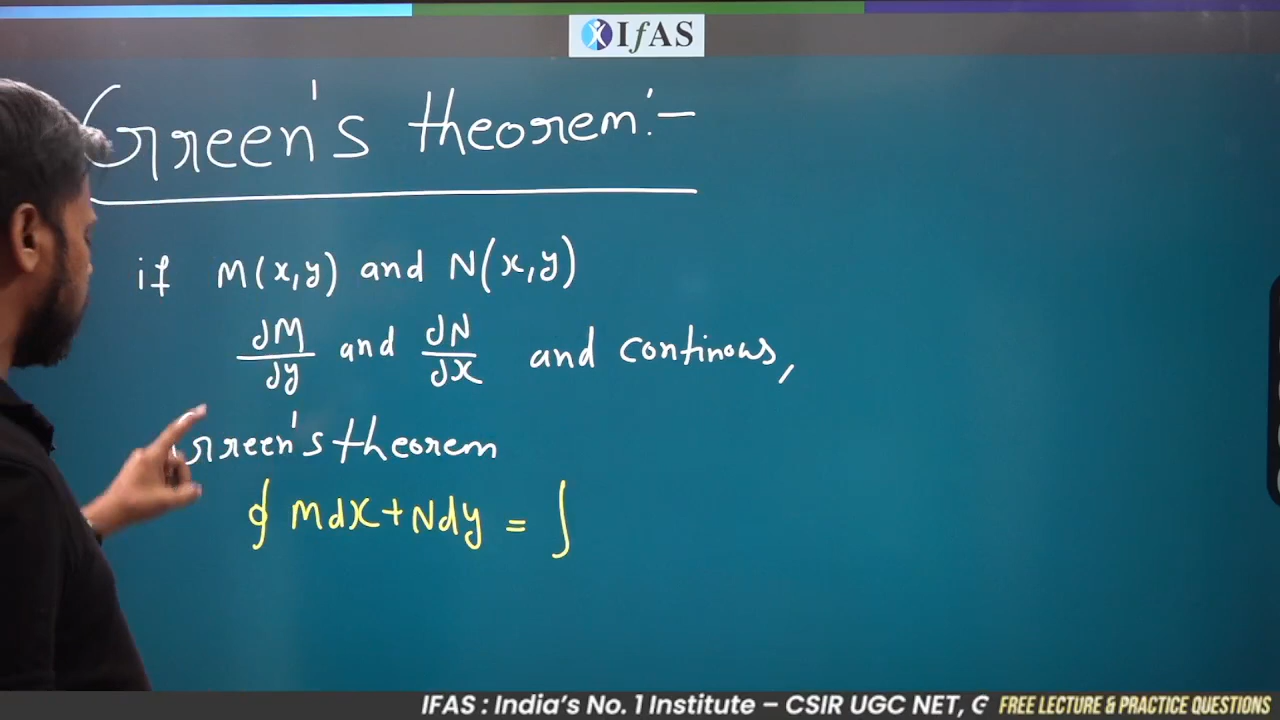 IfAS
Green's theorem :-
if M(x,y) and N(x,y)
∂M/∂y and ∂N/∂x and continous,
Green's theorem
∮ Mdx + Ndy = ∫
IFAS : India's No. 1 Institute – CSIR UGC NET, G
FREE LECTURE & PRACTICE QUESTIONS